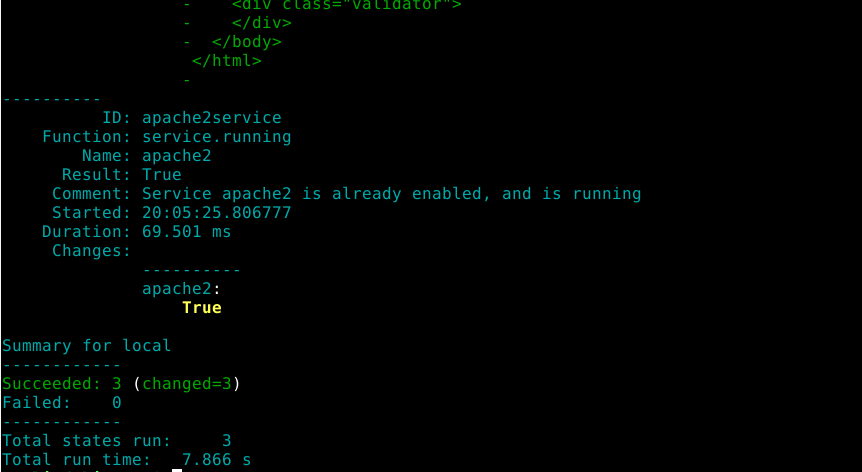 -    <div class="validator">
-    </div>
-  </body>
 </html>
-
----------
ID: apache2service
Function: service.running
Name: apache2
Result: True
Comment: Service apache2 is already enabled, and is running
Started: 20:05:25.806777
Duration: 69.501 ms
Changes:
----------
apache2:
True
Summary for local
------------
Succeeded: 3 (changed=3)
Failed:    0
------------
Total states run:     3
Total run time:   7.866 s